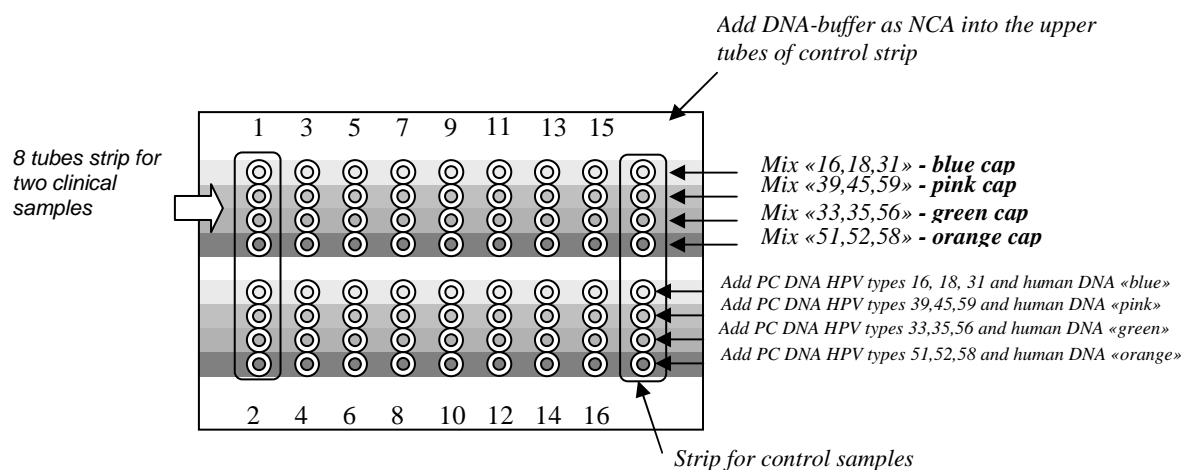 Add DNA-buffer as NCA into the upper
tubes of control strip
1 3 5 7 9 11 13 15
8 tubes strip for
two clinical
samples
Mix «16,18,31» - blue cap
Mix «39,45,59» - pink cap
Mix «33,35,56» - green cap
Mix «51,52,58» - orange cap
Add PC DNA HPV types 16, 18, 31 and human DNA «blue»
Add PC DNA HPV types 39,45,59 and human DNA «pink»
Add PC DNA HPV types 33,35,56 and human DNA «green»
Add PC DNA HPV types 51,52,58 and human DNA «orange»
2 4 6 8 10 12 14 16
Strip for control samples